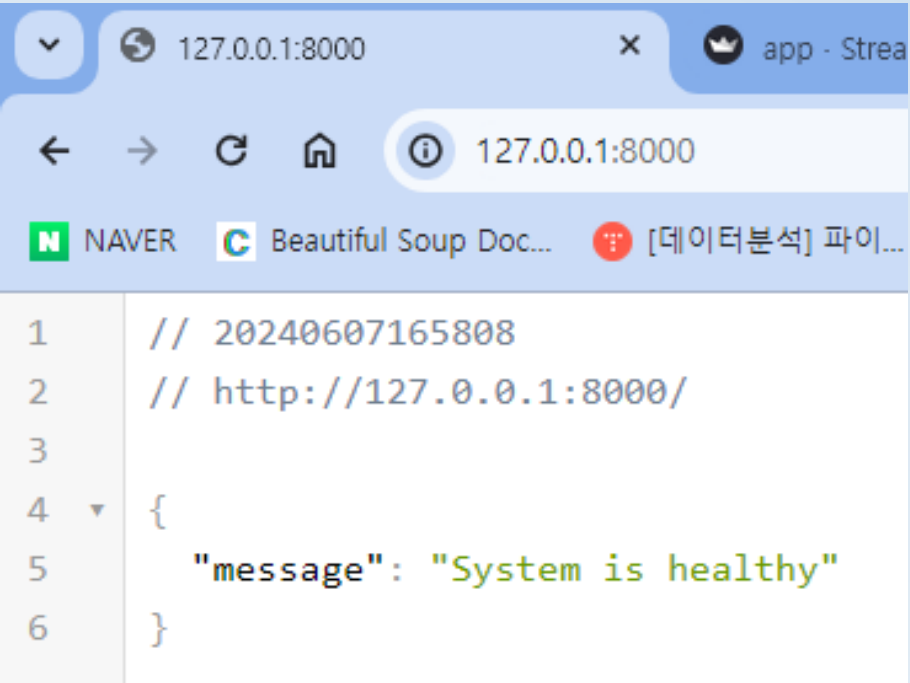 127.0.0.1:8000
app · Strea
127.0.0.1:8000
NAVER
Beautiful Soup Doc...
[데이터분석] 파이...
1 // 20240607165808
2 // http://127.0.0.1:8000/
3
4 {
5 "message": "System is healthy"
6 }